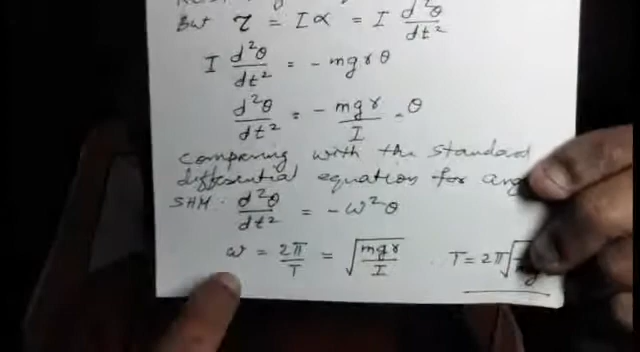 But τ = Iα = I d²θ/dt²
I d²θ/dt² = - mgrθ
d²θ/dt² = - mgr/I . θ
comparing with the standard
differential equation for ang
SHM. d²θ/dt² = -ω²θ
ω = 2π/T = √(mgr/I) . T = 2π√